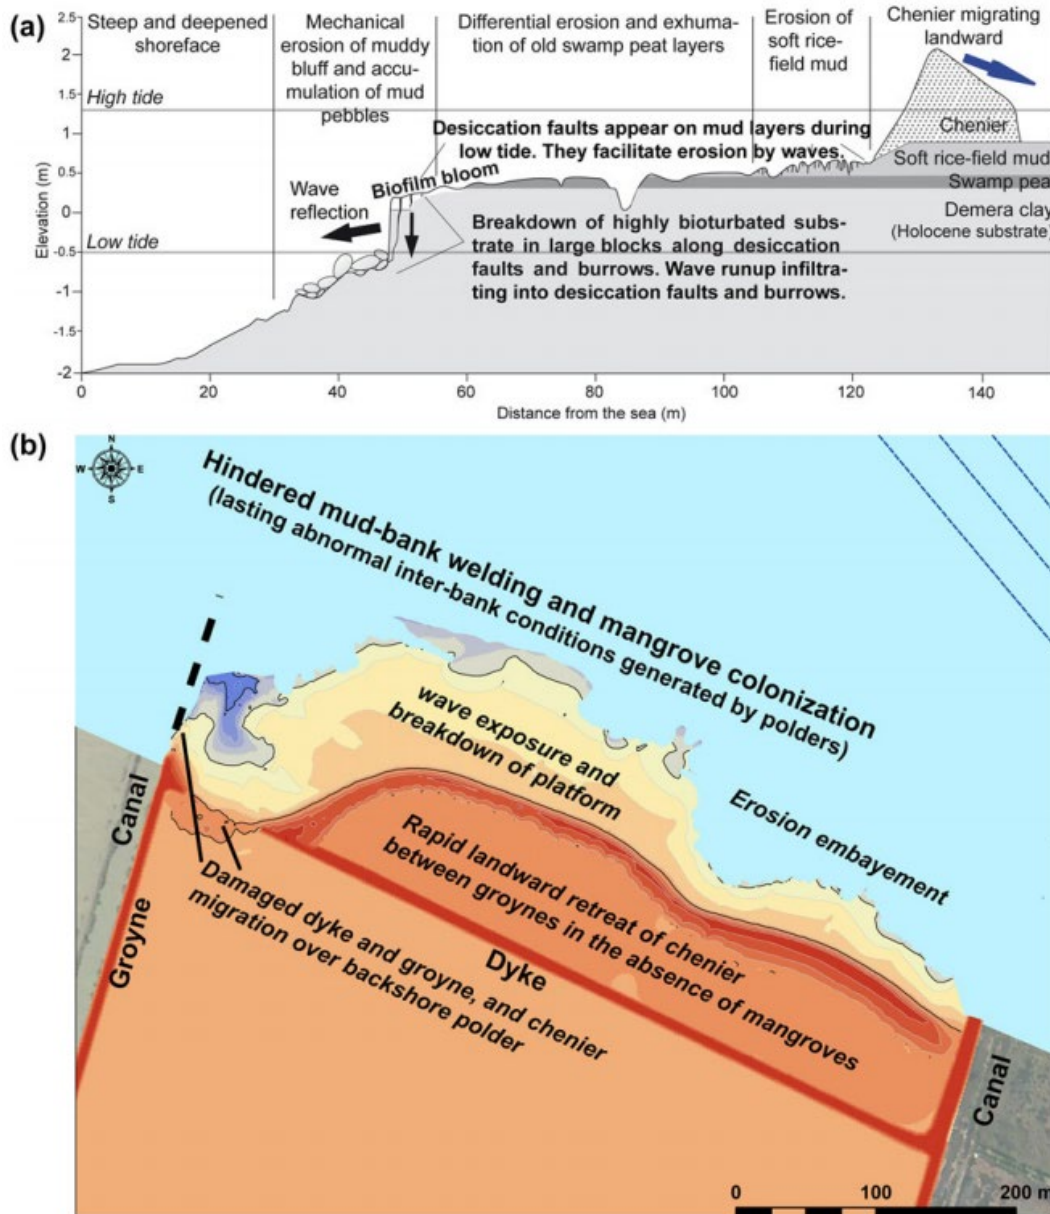 (a)
Steep and deepened
shoreface
Mechanical
erosion of muddy
bluff and accu-
mulation of mud
pebbles
Differential erosion and exhuma-
tion of old swamp peat layers
Erosion of
soft rice-
field mud
Chenier migrating
landward
2.5
2
1.5
1
0.5
0
-0.5
-1
-1.5
-2
Elevation (m)
High tide
Low tide
Desiccation faults appear on mud layers during
low tide. They facilitate erosion by waves.
Biofilm bloom
Wave
reflection
Breakdown of highly bioturbated sub-
strate in large blocks along desiccation
faults and burrows. Wave runup infiltra-
ting into desiccation faults and burrows.
Chenier
Soft rice-field mud
Swamp pea
Demera clay
(Holocene substrate)
0 20 40 60 80 100 120 140
Distance from the sea (m)
(b)
N
W E
S
Hindered mud-bank welding and mangrove colonization
(lasting abnormal inter-bank conditions generated by polders)
wave exposure and
breakdown of platform
Erosion embayement
Rapid landward retreat of chenier
between groynes in the absence of mangroves
Canal
Groyne
Damaged dyke and groyne, and chenier
migration over backshore polder
Dyke
Canal
0 100 200 m